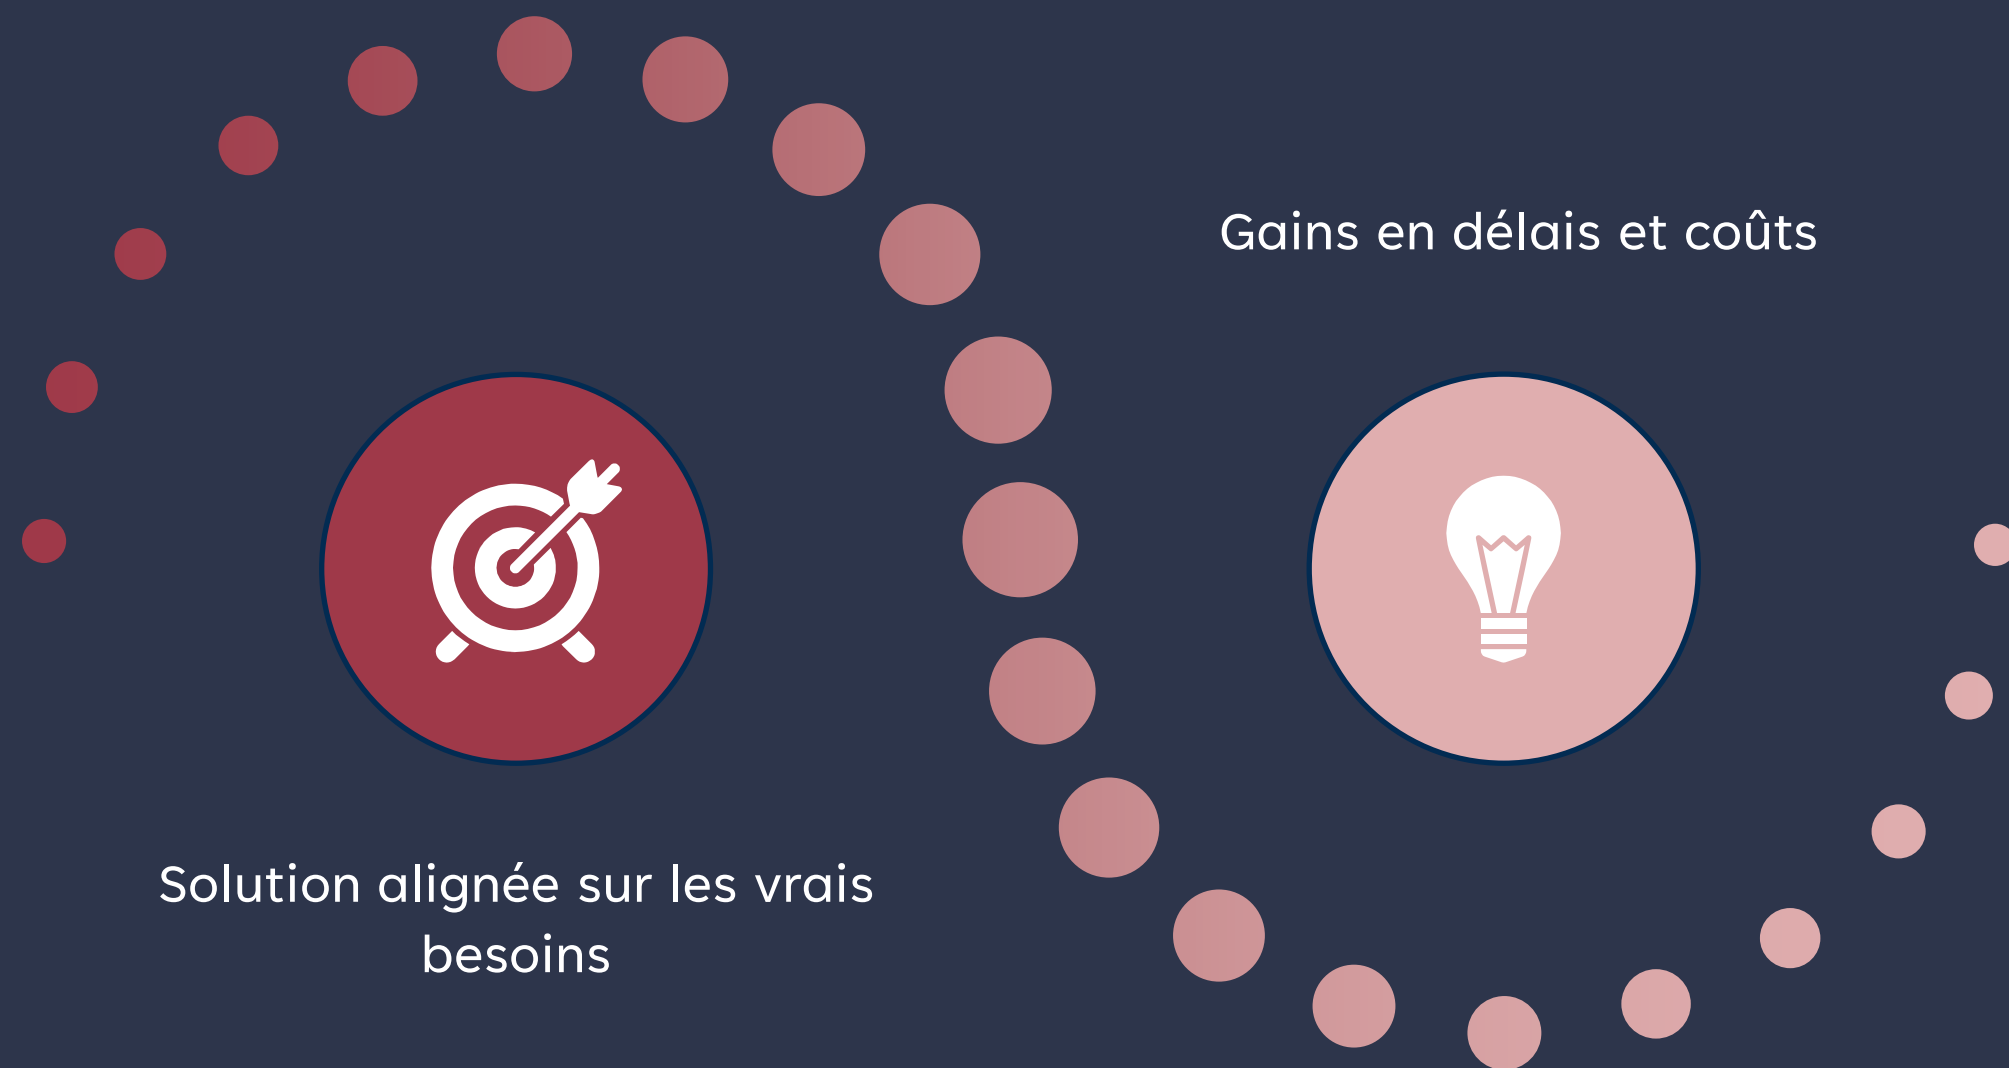 Gains en délais et coûts
Solution alignée sur les vrais
besoins